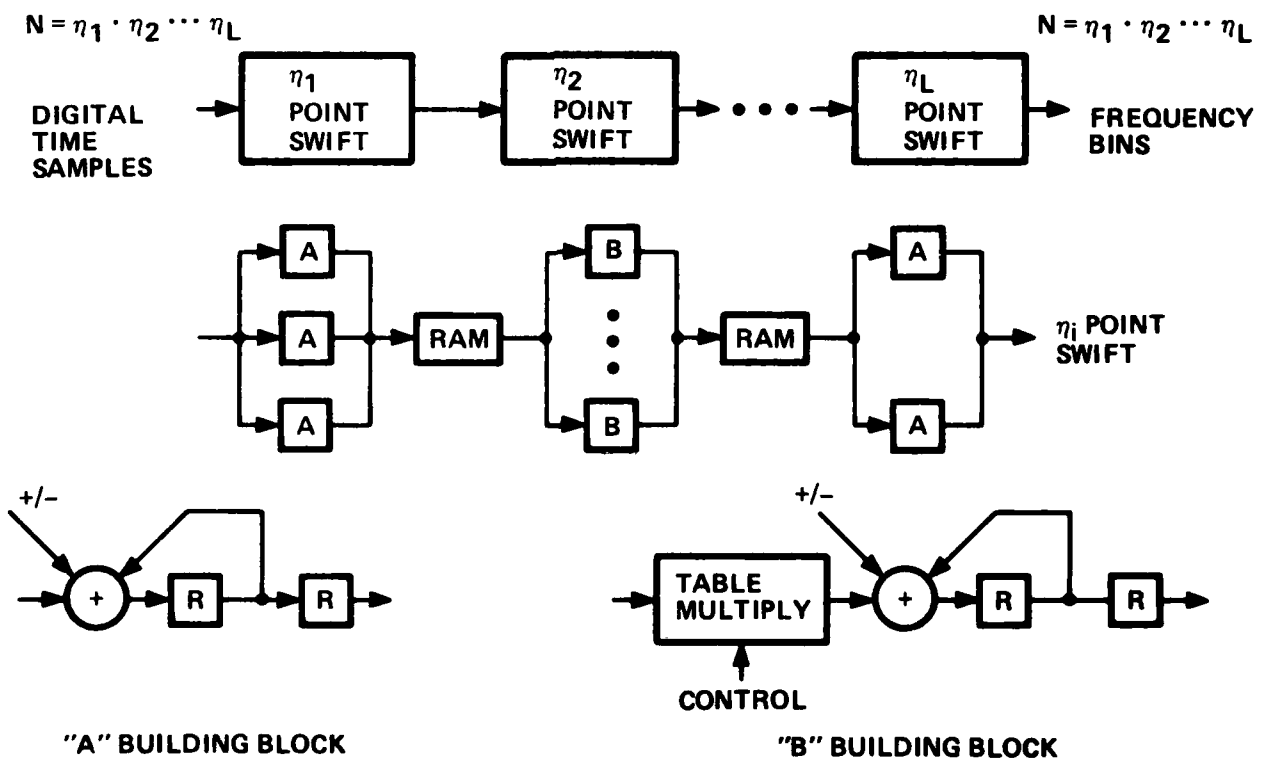 N = η1 · η2 ··· ηL
N = η1 · η2 ··· ηL
DIGITAL
TIME
SAMPLES
η1
POINT
SWIFT
η2
POINT
SWIFT
ηL
POINT
SWIFT
FREQUENCY
BINS
A
A
A
RAM
B
B
RAM
A
A
ηi POINT
SWIFT
+/−
+
R
R
"A" BUILDING BLOCK
TABLE
MULTIPLY
CONTROL
+/−
+
R
R
"B" BUILDING BLOCK